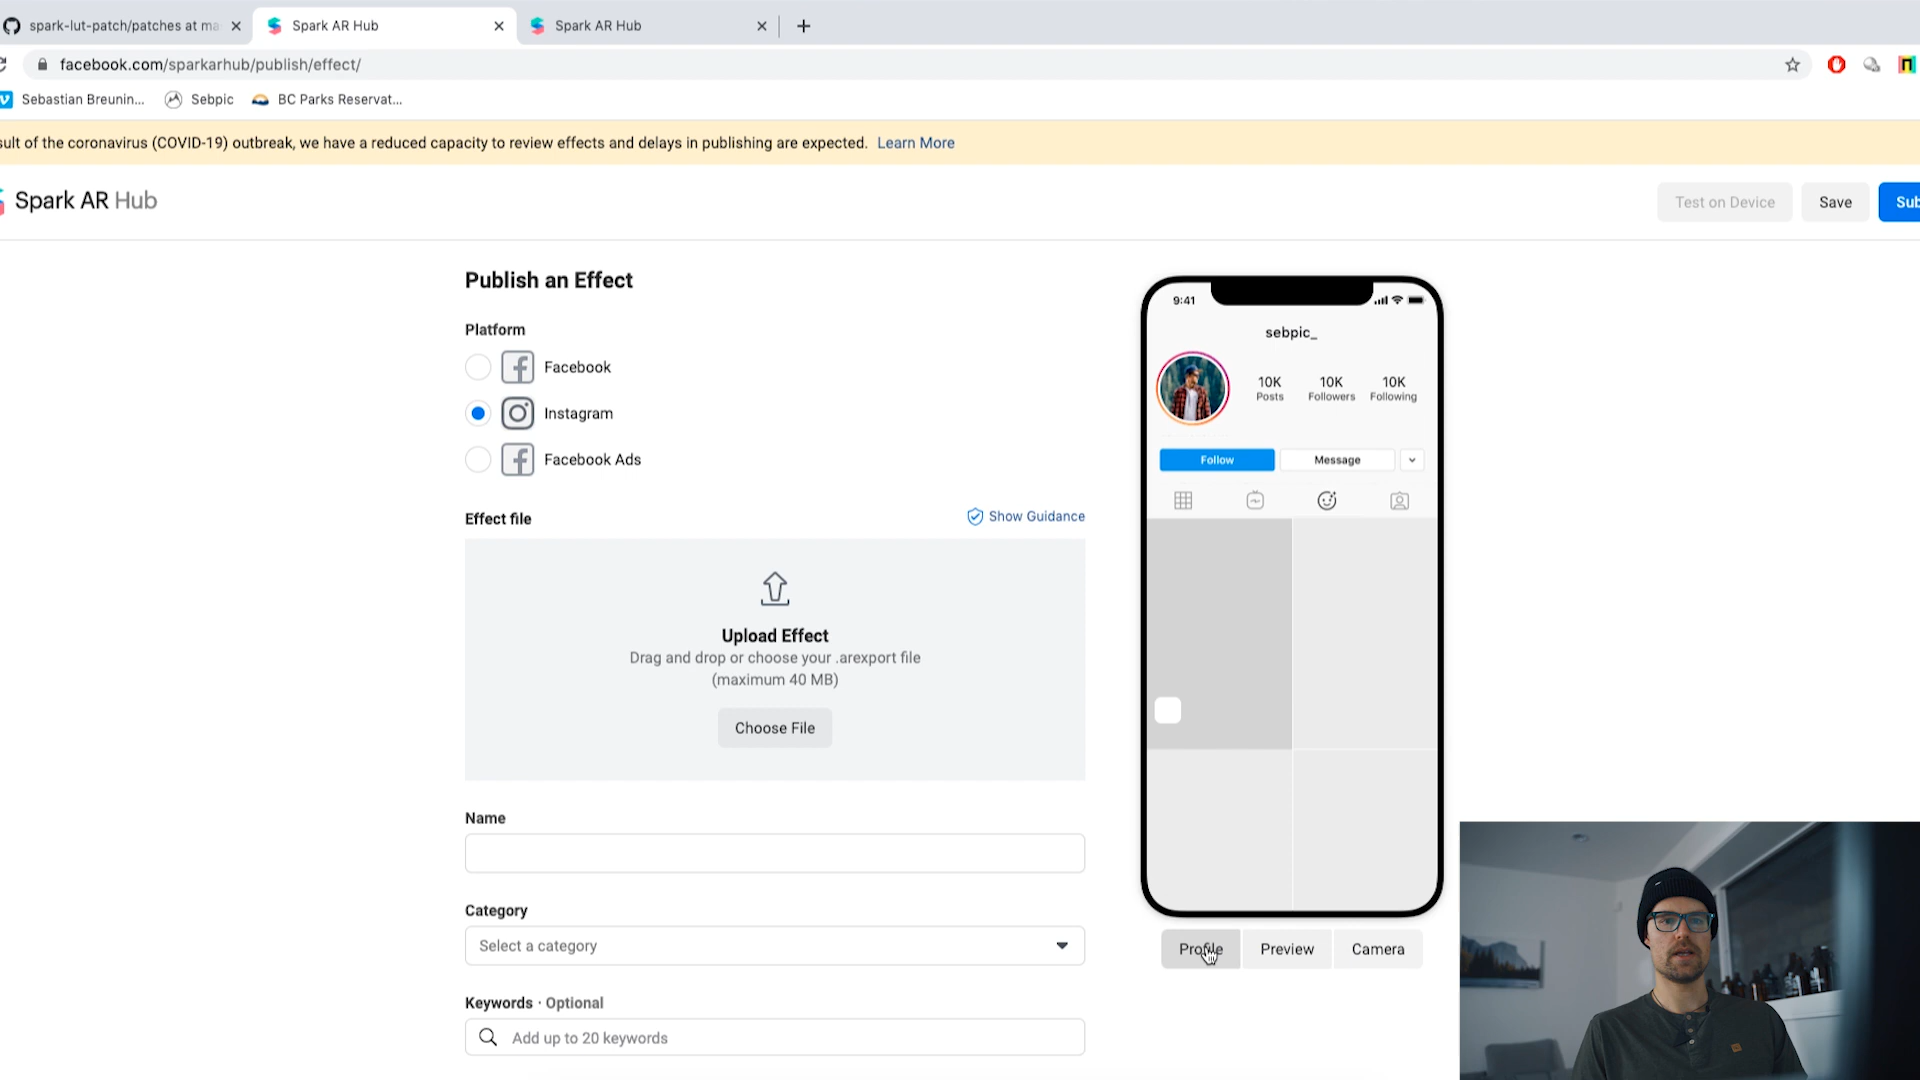 spark-lut-patch/patches at ma
Spark AR Hub
Spark AR Hub
facebook.com/sparkarhub/publish/effect/
Sebastian Breunin...
Sebpic
BC Parks Reservat...
sult of the coronavirus (COVID-19) outbreak, we have a reduced capacity to review effects and delays in publishing are expected. Learn More
Spark AR Hub
Test on Device
Save
Sub
Publish an Effect
Platform
Facebook
Instagram
Facebook Ads
Effect file
Show Guidance
Upload Effect
Drag and drop or choose your .arexport file
(maximum 40 MB)
Choose File
Name
Category
Select a category
Keywords · Optional
Add up to 20 keywords
9:41
sebpic_
10K 10K 10K
Posts Followers Following
Follow
Message
Profile
Preview
Camera